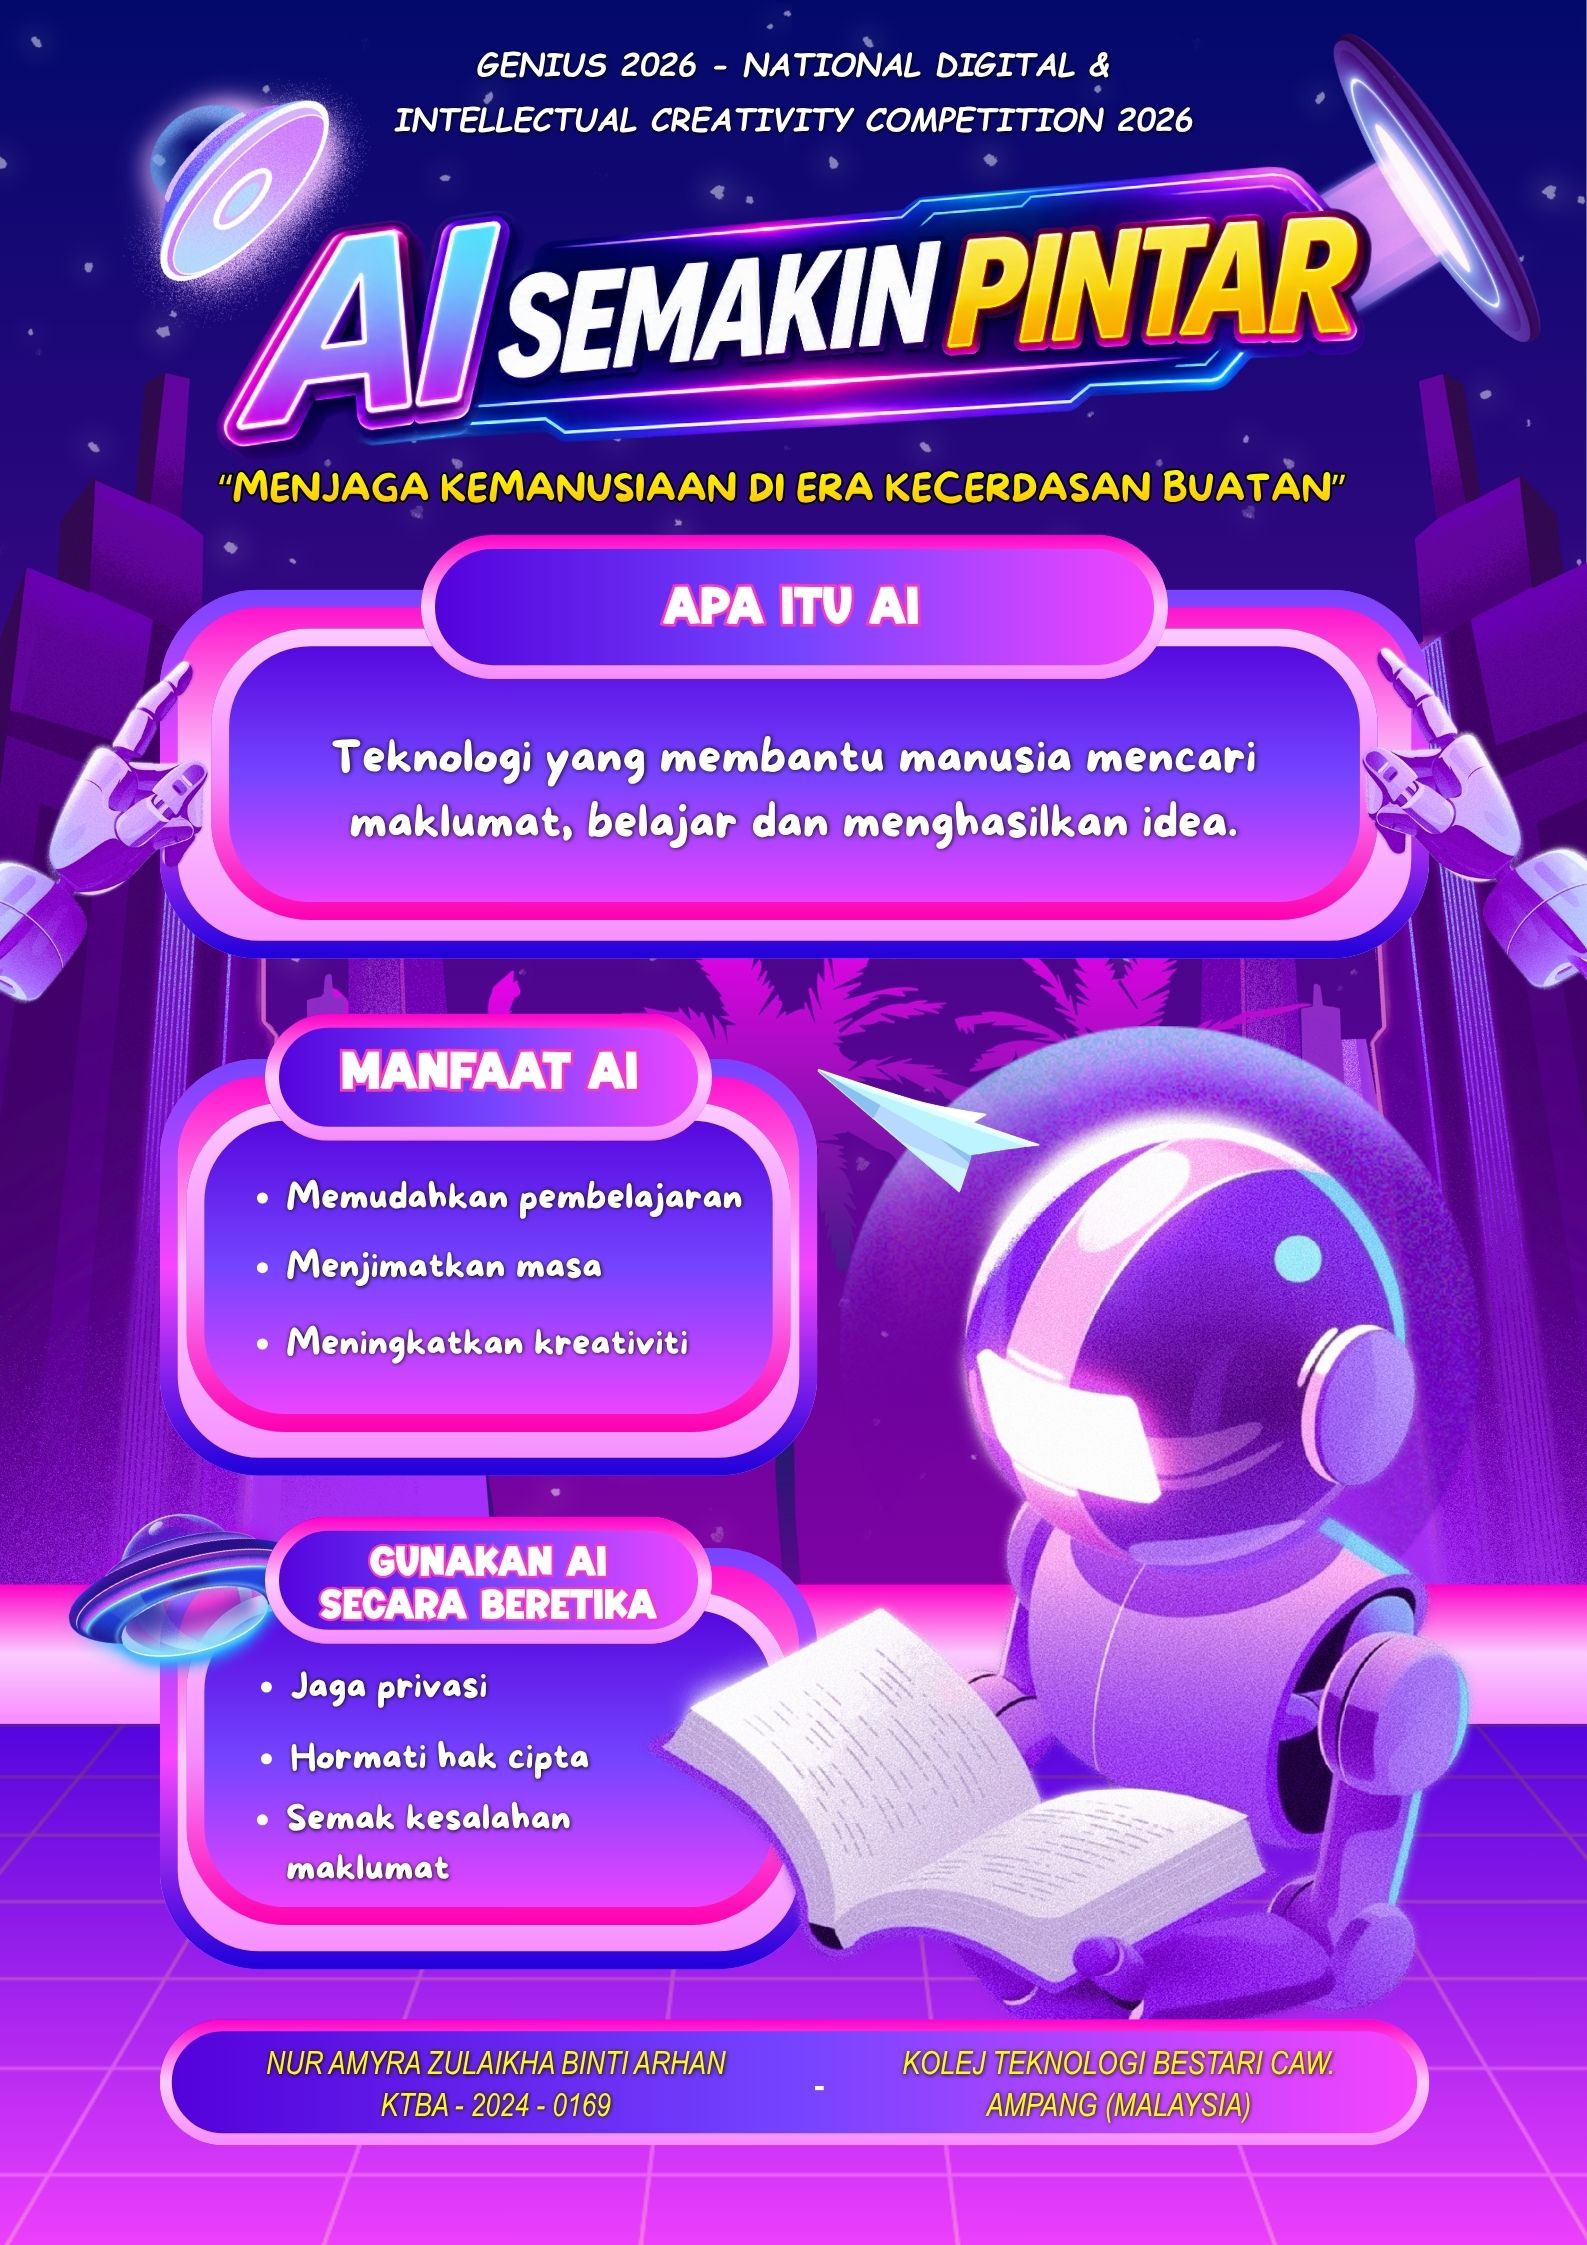 GENIUS 2026 - NATIONAL DIGITAL &
INTELLECTUAL CREATIVITY COMPETITION 2026
AI SEMAKIN PINTAR
"MENJAGA KEMANUSIAAN DI ERA KECERDASAN BUATAN"
APA ITU AI
Teknologi yang membantu manusia mencari
maklumat, belajar dan menghasilkan idea.
MANFAAT AI
• Memudahkan pembelajaran
• Menjimatkan masa
• Meningkatkan kreativiti
GUNAKAN AI
SECARA BERETIKA
• Jaga privasi
• Hormati hak cipta
• Semak kesalahan
maklumat
NUR AMYRA ZULAIKHA BINTI ARHAN
KTBA - 2024 - 0169
-
KOLEJ TEKNOLOGI BESTARI CAW.
AMPANG (MALAYSIA)